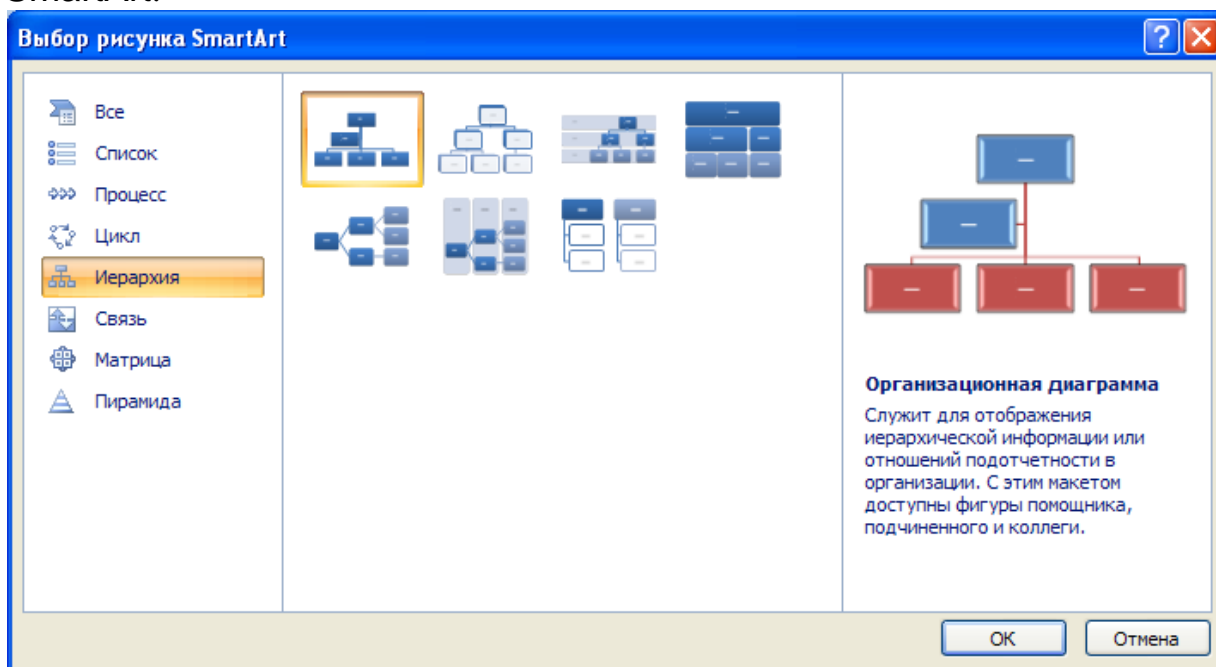 SmartArt.
Выбор рисунка SmartArt
Все
Список
Процесс
Цикл
Иерархия
Связь
Матрица
Пирамида
Организационная диаграмма
Служит для отображения
иерархической информации или
отношений подотчетности в
организации. С этим макетом
доступны фигуры помощника,
подчиненного и коллеги.
ОК
Отмена